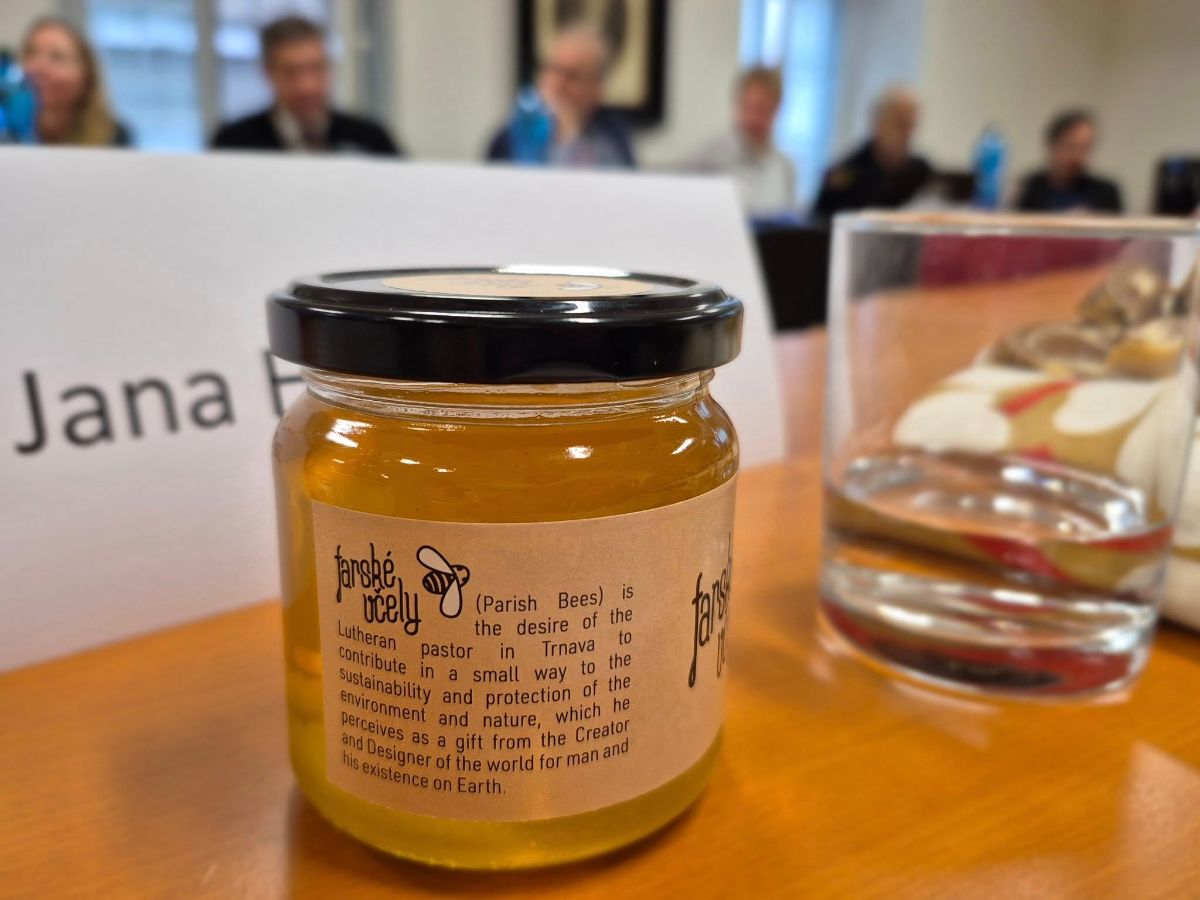 Jana
farské
včely
(Parish Bees) is
the desire of the
Lutheran pastor in Trnava to
contribute in a small way to the
sustainability and protection of the
environment and nature, which he
perceives as a gift from the Creator
and Designer of the world for man and
his existence on Earth.